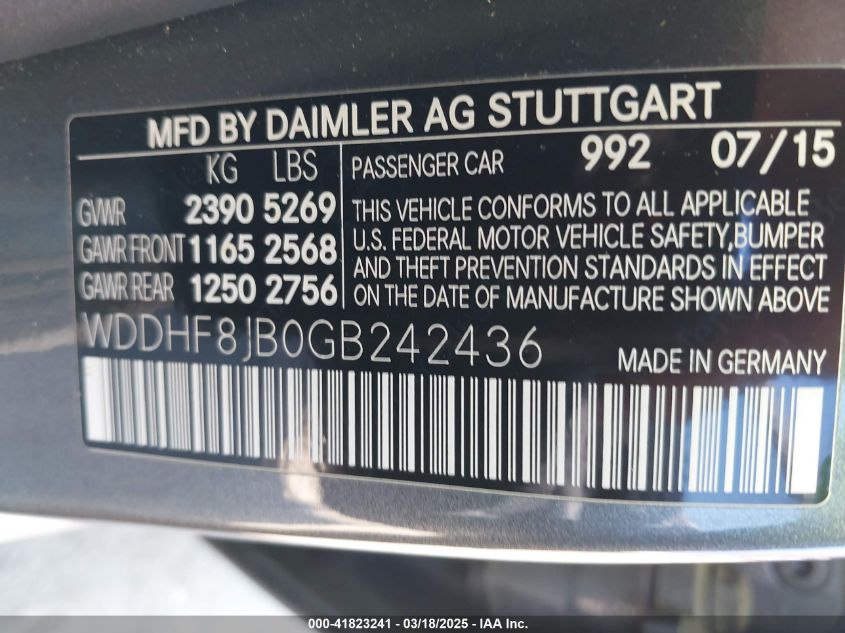 MFD BY DAIMLER AG STUTTGART
KG LBS
GVWR 2390 5269
GAWR FRONT 1165 2568
GAWR REAR 1250 2756
PASSENGER CAR 992 07/15
THIS VEHICLE CONFORMS TO ALL APPLICABLE
U.S. FEDERAL MOTOR VEHICLE SAFETY,BUMPER
AND THEFT PREVENTION STANDARDS IN EFFECT
ON THE DATE OF MANUFACTURE SHOWN ABOVE
WDDHF8JB0GB242436
MADE IN GERMANY
000-41823241 / 03/18/2025 - IAA Inc.